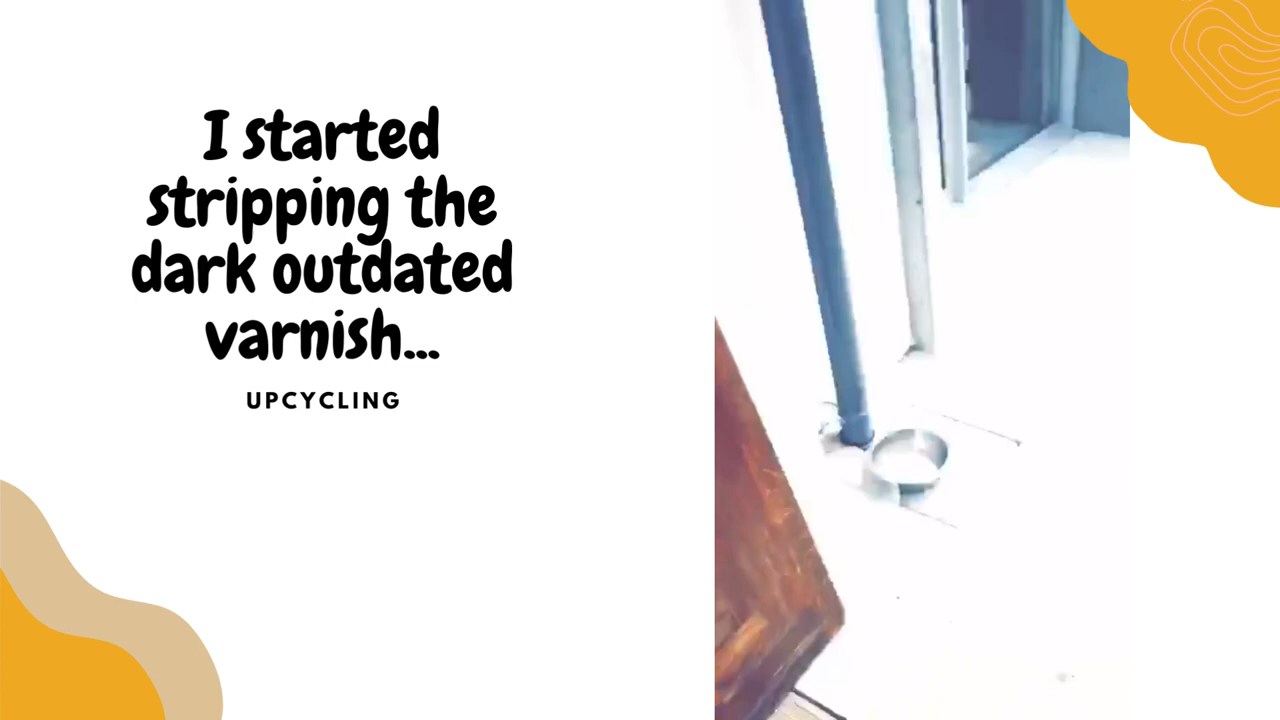 I started
stripping the
dark outdated
varnish...
UPCYCLING